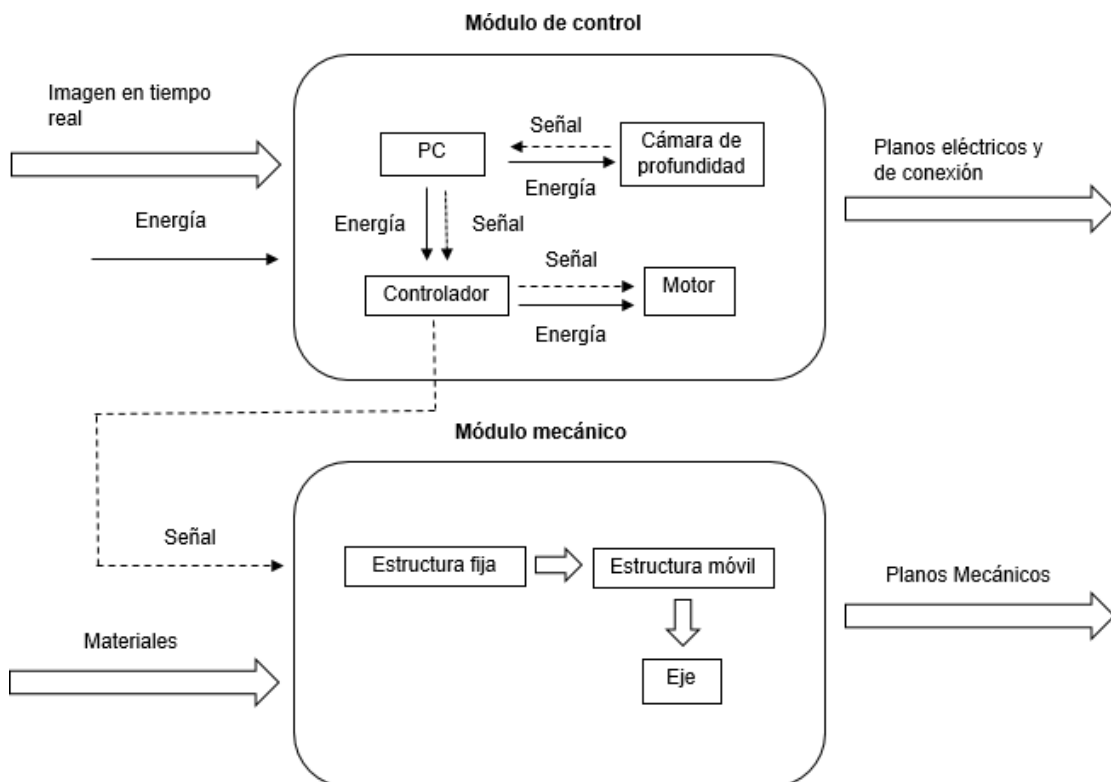 Módulo de control
Imagen en tiempo
real
Energía
PC
Señal
Energía
Cámara de
profundidad
Energía
Señal
Controlador
Señal
Energía
Motor
Planos eléctricos y
de conexión
Módulo mecánico
Señal
Materiales
Estructura fija
Estructura móvil
Eje
Planos Mecánicos